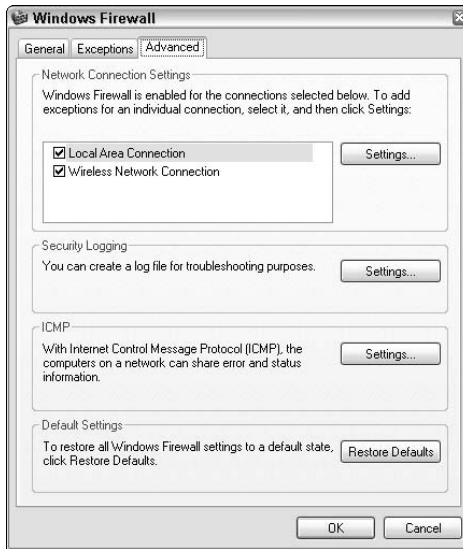 Windows Firewall
General Exceptions Advanced
Network Connection Settings
Windows Firewall is enabled for the connections selected below. To add
exceptions for an individual connection, select it, and then click Settings:
Local Area Connection
Settings...
Wireless Network Connection
Security Logging
You can create a log file for troubleshooting purposes.
Settings...
ICMP
With Internet Control Message Protocol (ICMP), the
computers on a network can share error and status
information.
Settings...
Default Settings
To restore all Windows Firewall settings to a default state,
click Restore Defaults.
Restore Defaults
OK Cancel